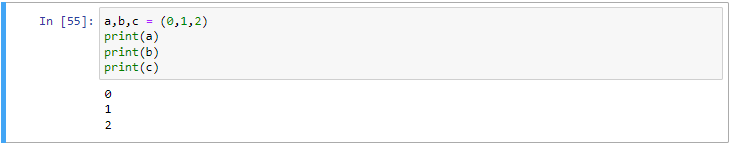 In [55]: a,b,c = (0,1,2)
print(a)
print(b)
print(c)
0
1
2